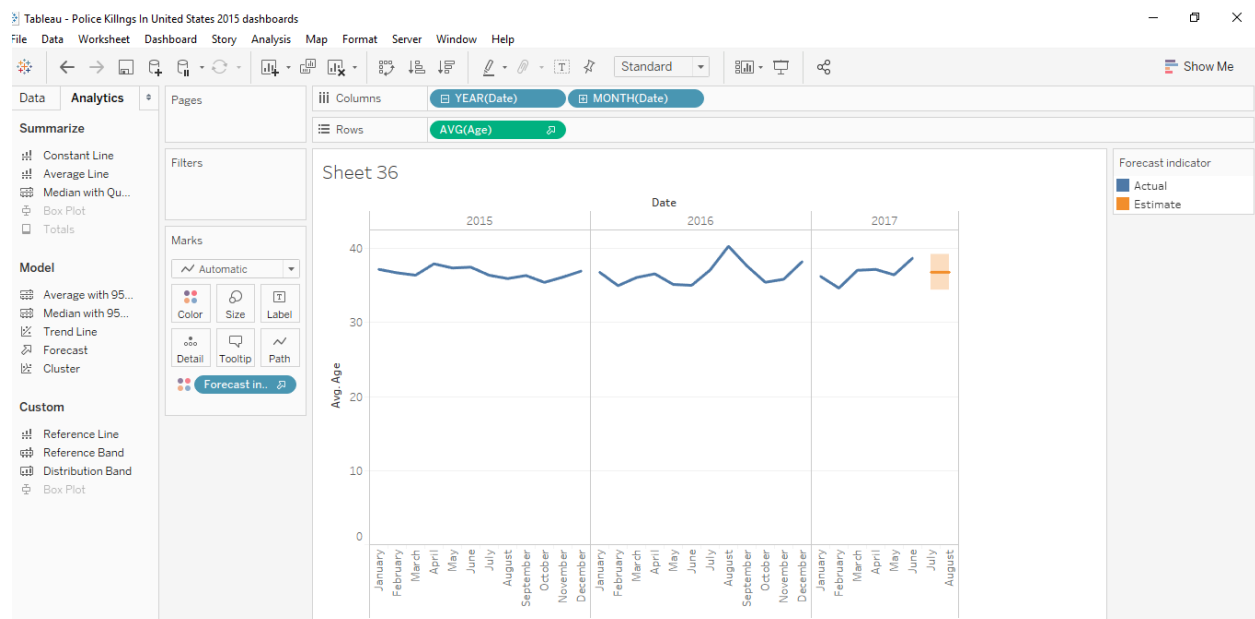 Tableau - Police Killngs In United States 2015 dashboards
File Data Worksheet Dashboard Story Analysis Map Format Server Window Help
Standard
Show Me
Data Analytics
Pages
Columns YEAR(Date) MONTH(Date)
Rows AVG(Age)
Summarize
Constant Line
Average Line
Median with Qu...
Box Plot
Totals
Model
Average with 95...
Median with 95...
Trend Line
Forecast
Cluster
Custom
Reference Line
Reference Band
Distribution Band
Box Plot
Filters
Marks
Automatic
Color Size Label
Detail Tooltip Path
Forecast in..
Sheet 36
Date
2015 2016 2017
Avg. Age
40
30
20
10
0
January February March April May June July August September October November December January February March April May June July August September October November December January February March April May June July August
Forecast indicator
Actual
Estimate